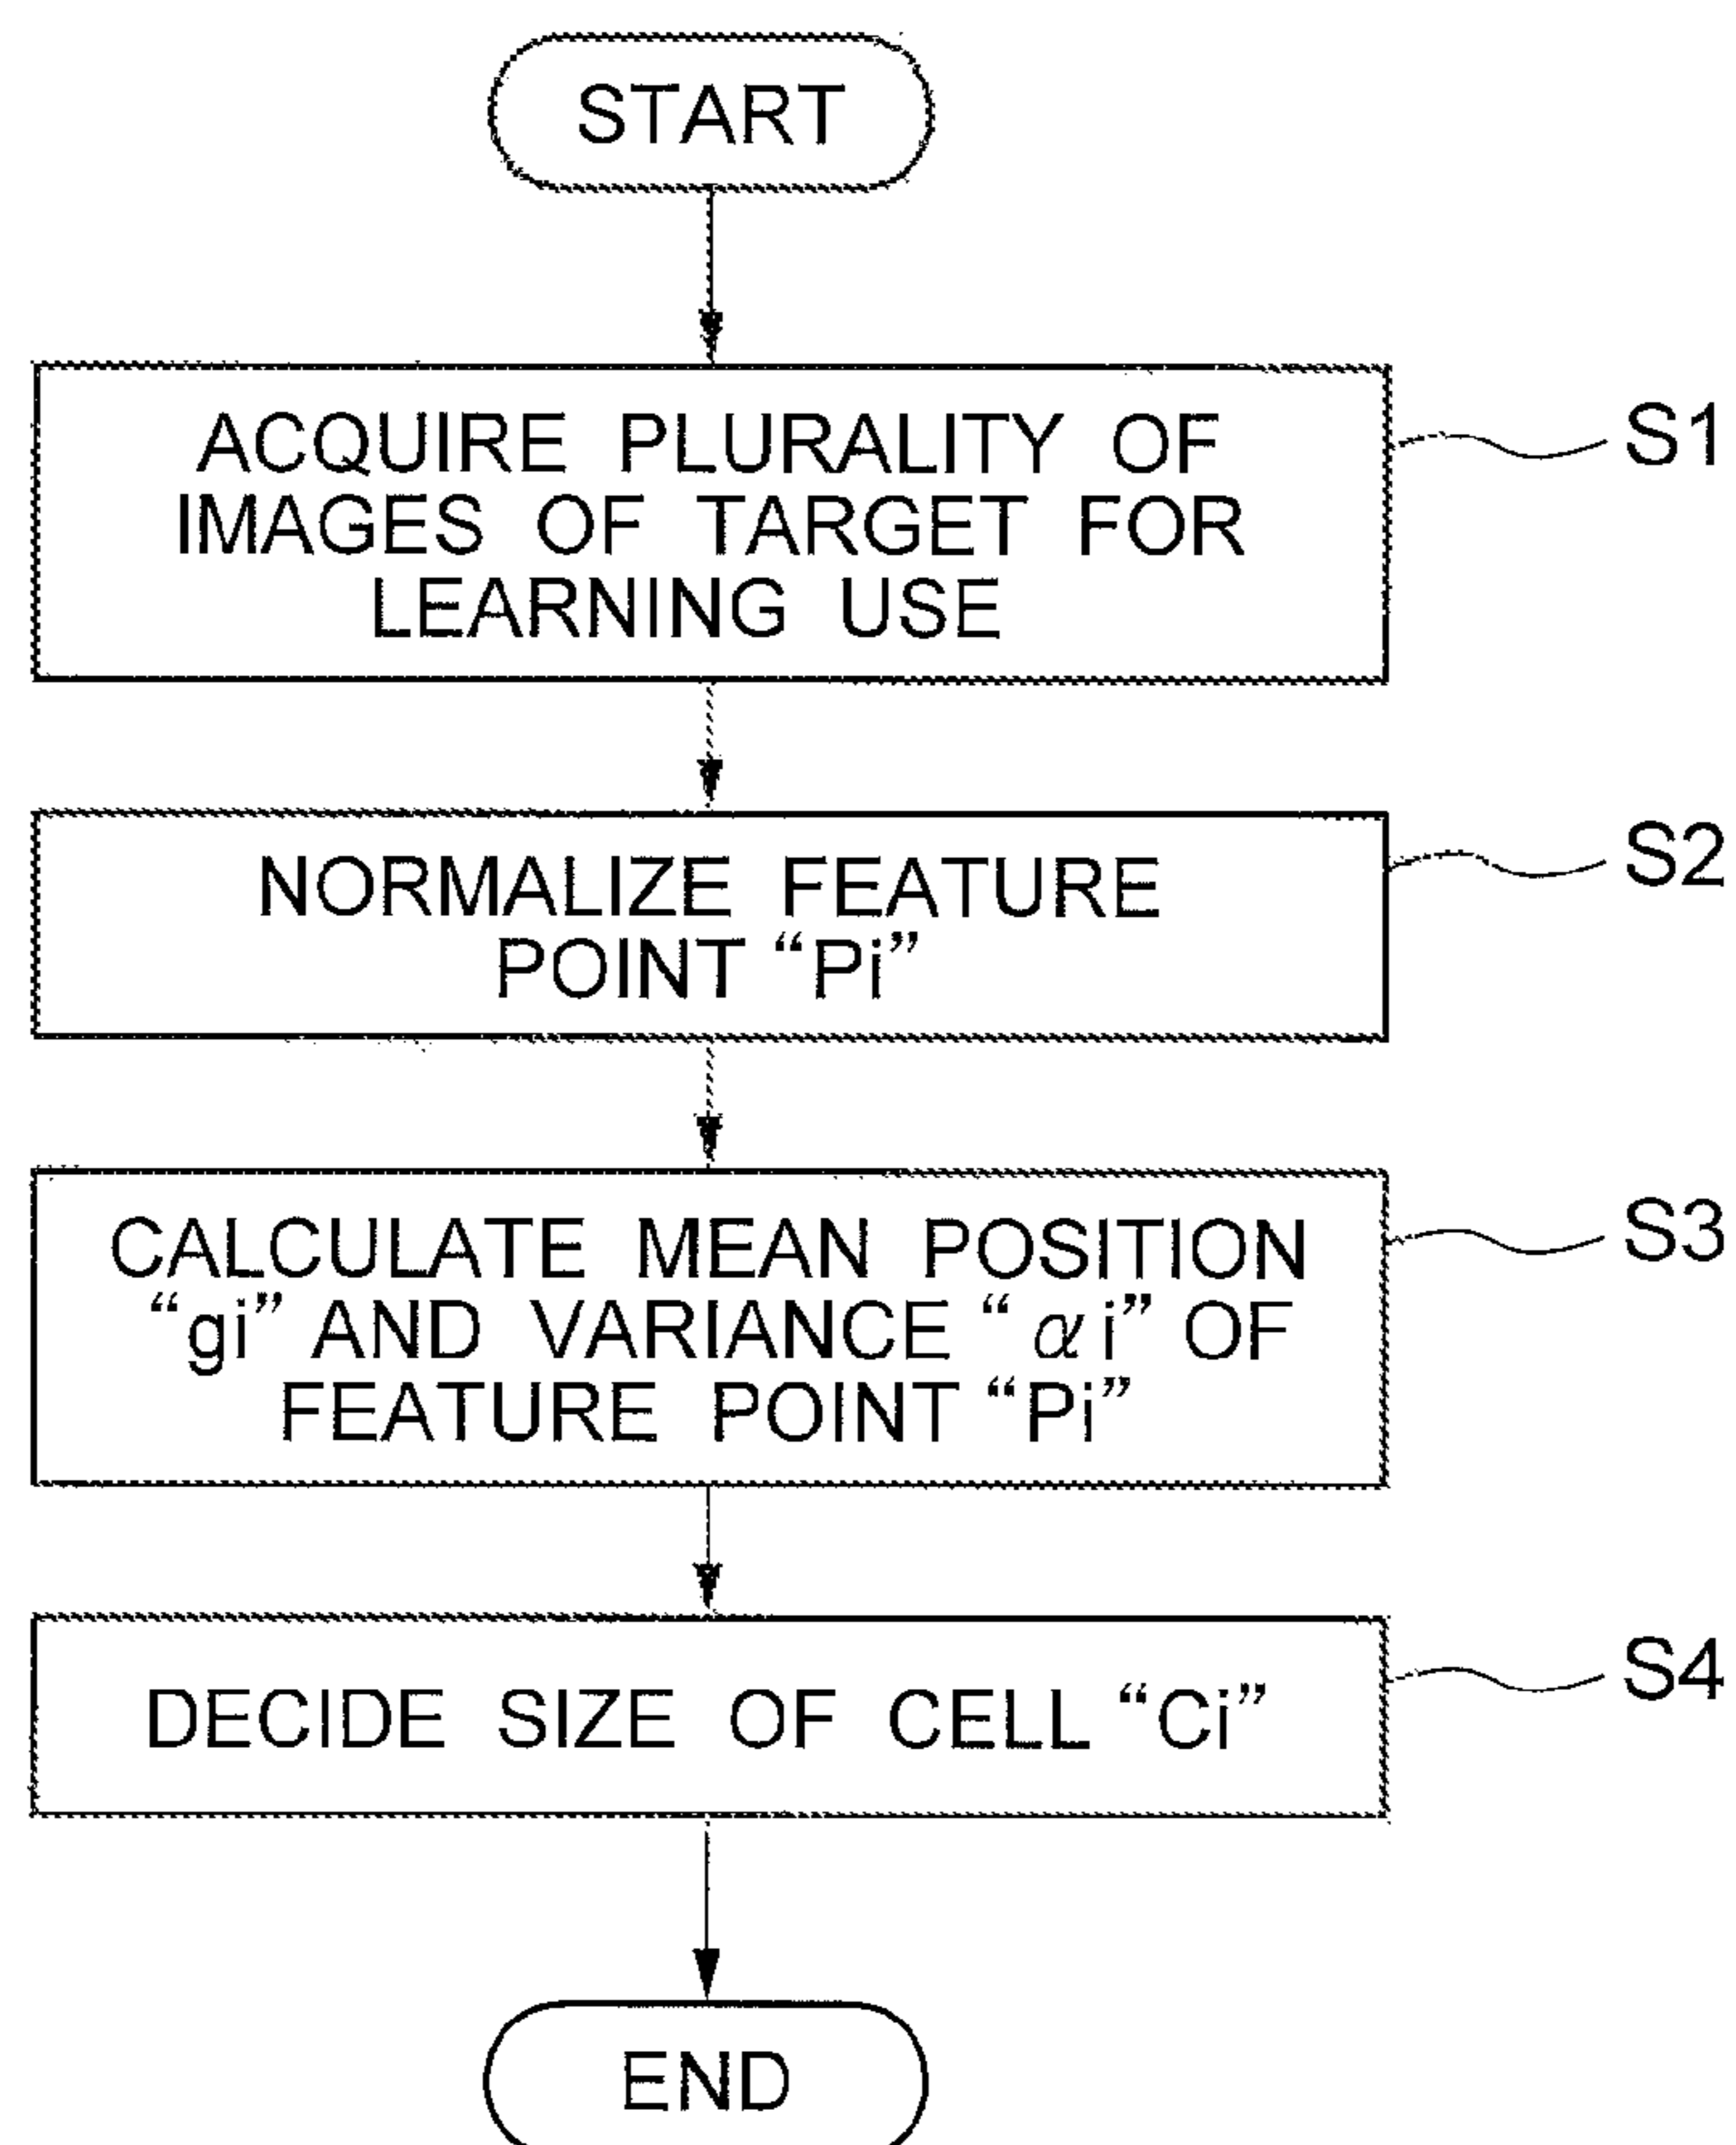 START
ACQUIRE PLURALITY OF
IMAGES OF TARGET FOR
LEARNING USE
S1
NORMALIZE FEATURE
POINT “Pi”
S2
CALCULATE MEAN POSITION
“gi” AND VARIANCE “αi” OF
FEATURE POINT “Pi”
S3
DECIDE SIZE OF CELL “Ci”
S4
END